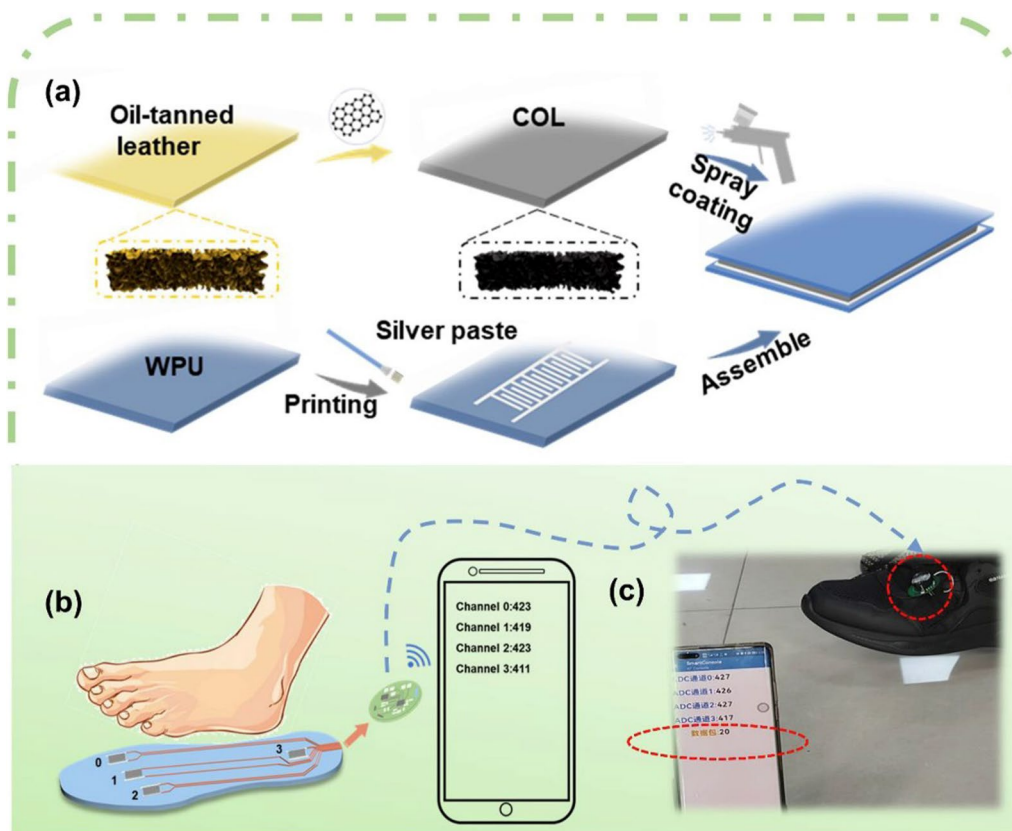 (a)
Oil-tanned
leather
COL
Spray
coating
WPU
Silver paste
Printing
Assemble
(b)
Channel 0:423
Channel 1:419
Channel 2:423
Channel 3:411
0
1
2
3
(c)
SmartConsole
ADC通道0:427
ADC通道1:426
ADC通道2:427
ADC通道3:417
数据包:20